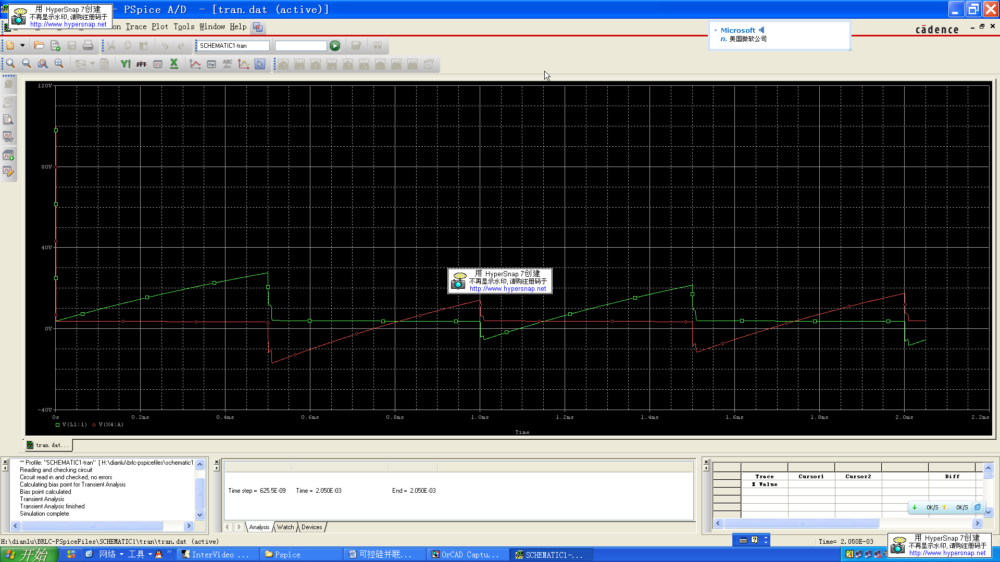 用 HyperSnap 7创建
不再显示水印, 请购注册码于
http://www.hypersnap.net
- PSpice A/D - [tran.dat (active)]
on Trace Plot Tools Window Help
Microsoft
n. 美国微软公司
cādence
SCHEMATIC1-tran
FFT
ABC
abc
120V
80V
40V
0V
-40V
用 HyperSnap 7创建
不再显示水印, 请购注册码于
http://www.hypersnap.net
0s 0.2ms 0.4ms 0.6ms 0.8ms 1.0ms 1.2ms 1.4ms 1.6ms 1.8ms 2.0ms 2.2ms
V(L1:1) V(X4:A)
Time
tran.dat...
** Profile: "SCHEMATIC1-tran" [ H:\dianlu\brlc-pspicefiles\schematic1
Reading and checking circuit
Circuit read in and checked, no errors
Calculating bias point for Transient Analysis
Bias point calculated
Transient Analysis
Transient Analysis finished
Simulation complete
Time step = 625.5E-09 Time = 2.050E-03 End = 2.050E-03
Analysis Watch Devices
Trace Cursor1 Cursor2 Diff
X Value
0K/S 0K/S
H:\dianlu\BRLC-PSpiceFiles\SCHEMATIC1\tran\tran.dat (active)
Time= 2.050E-03
用 HyperSnap 7创建
不再显示水印, 请购注册码于
http://www.hypersnap.net
开始 网络 工具 InterVideo ... Pspice 可控硅并联... OrCAD Captu... SCHEMATIC1-...